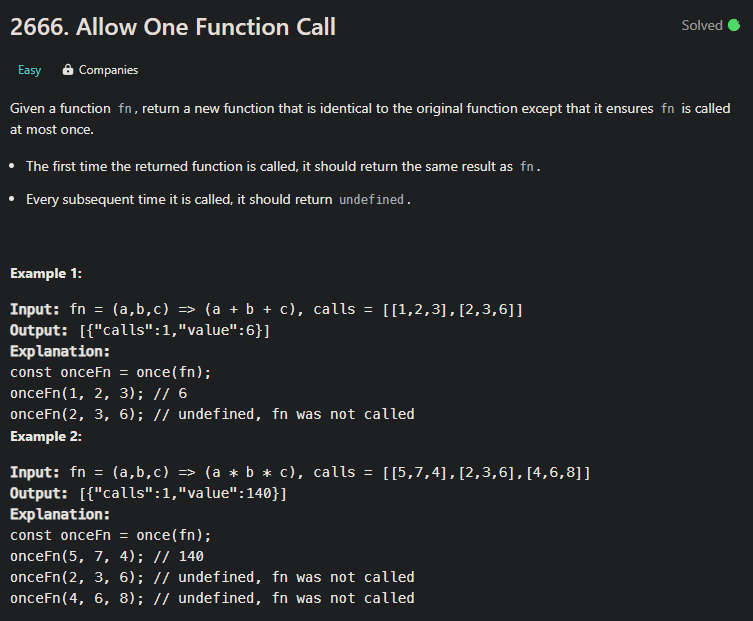 2666. Allow One Function Call
Solved
Easy
Companies
Given a function fn, return a new function that is identical to the original function except that it ensures fn is called
at most once.
• The first time the returned function is called, it should return the same result as fn.
• Every subsequent time it is called, it should return undefined.
Example 1:
Input: fn = (a,b,c) => (a + b + c), calls = [[1,2,3],[2,3,6]]
Output: [{"calls":1,"value":6}]
Explanation:
const onceFn = once(fn);
onceFn(1, 2, 3); // 6
onceFn(2, 3, 6); // undefined, fn was not called
Example 2:
Input: fn = (a,b,c) => (a * b * c), calls = [[5,7,4],[2,3,6],[4,6,8]]
Output: [{"calls":1,"value":140}]
Explanation:
const onceFn = once(fn);
onceFn(5, 7, 4); // 140
onceFn(2, 3, 6); // undefined, fn was not called
onceFn(4, 6, 8); // undefined, fn was not called